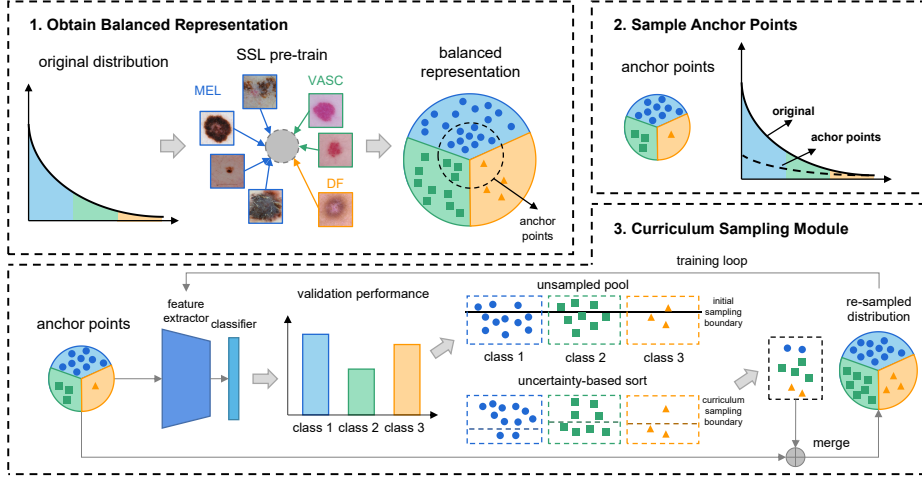 1. Obtain Balanced Representation
original distribution
SSL pre-train
balanced
representation
MEL
VASC
DF
anchor
points
2. Sample Anchor Points
anchor points
original
achor points
3. Curriculum Sampling Module
training loop
anchor points
feature
extractor
classifier
validation performance
class 1 class 2 class 3
unsampled pool
initial
sampling
boundary
class 1 class 2 class 3
uncertainty-based sort
curriculum
sampling
boundary
re-sampled
distribution
merge